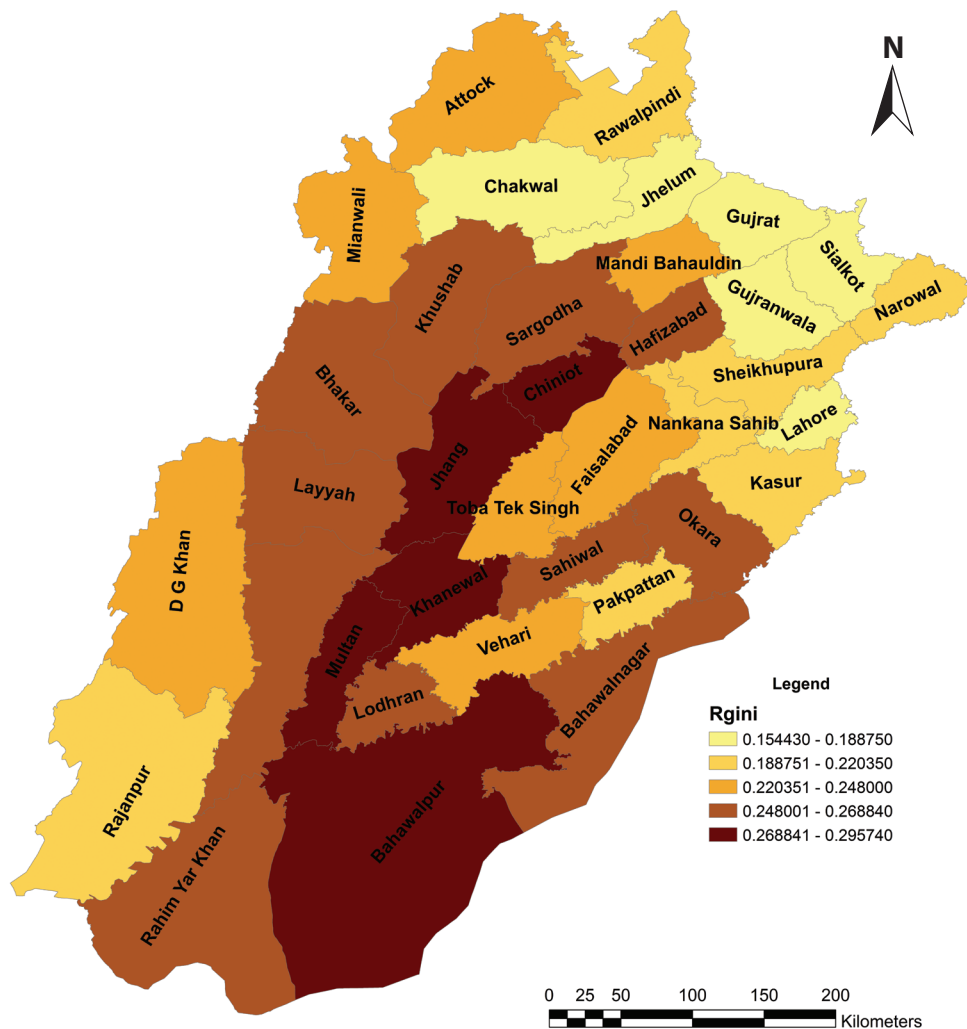 N
Attock
Rawalpindi
Chakwal
Jhelum
Mianwali
Gujrat
Sialkot
Mandi Bahauldin
Khushab
Narowal
Gujranwala
Sargodha
Hafizabad
Sheikhupura
Bhakar
Chiniot
Lahore
Nankana Sahib
Faisalabad
Jhang
Kasur
Layyah
Toba Tek Singh
Okara
Sahiwal
D G Khan
Khanewal
Pakpattan
Vehari
Multan
Bahawalnagar
Lodhran
Rajanpur
Bahawalpur
Rahim Yar Khan
Legend
Rgini
0.154430 - 0.188750
0.188751 - 0.220350
0.220351 - 0.248000
0.248001 - 0.268840
0.268841 - 0.295740
0 25 50 100 150 200
Kilometers